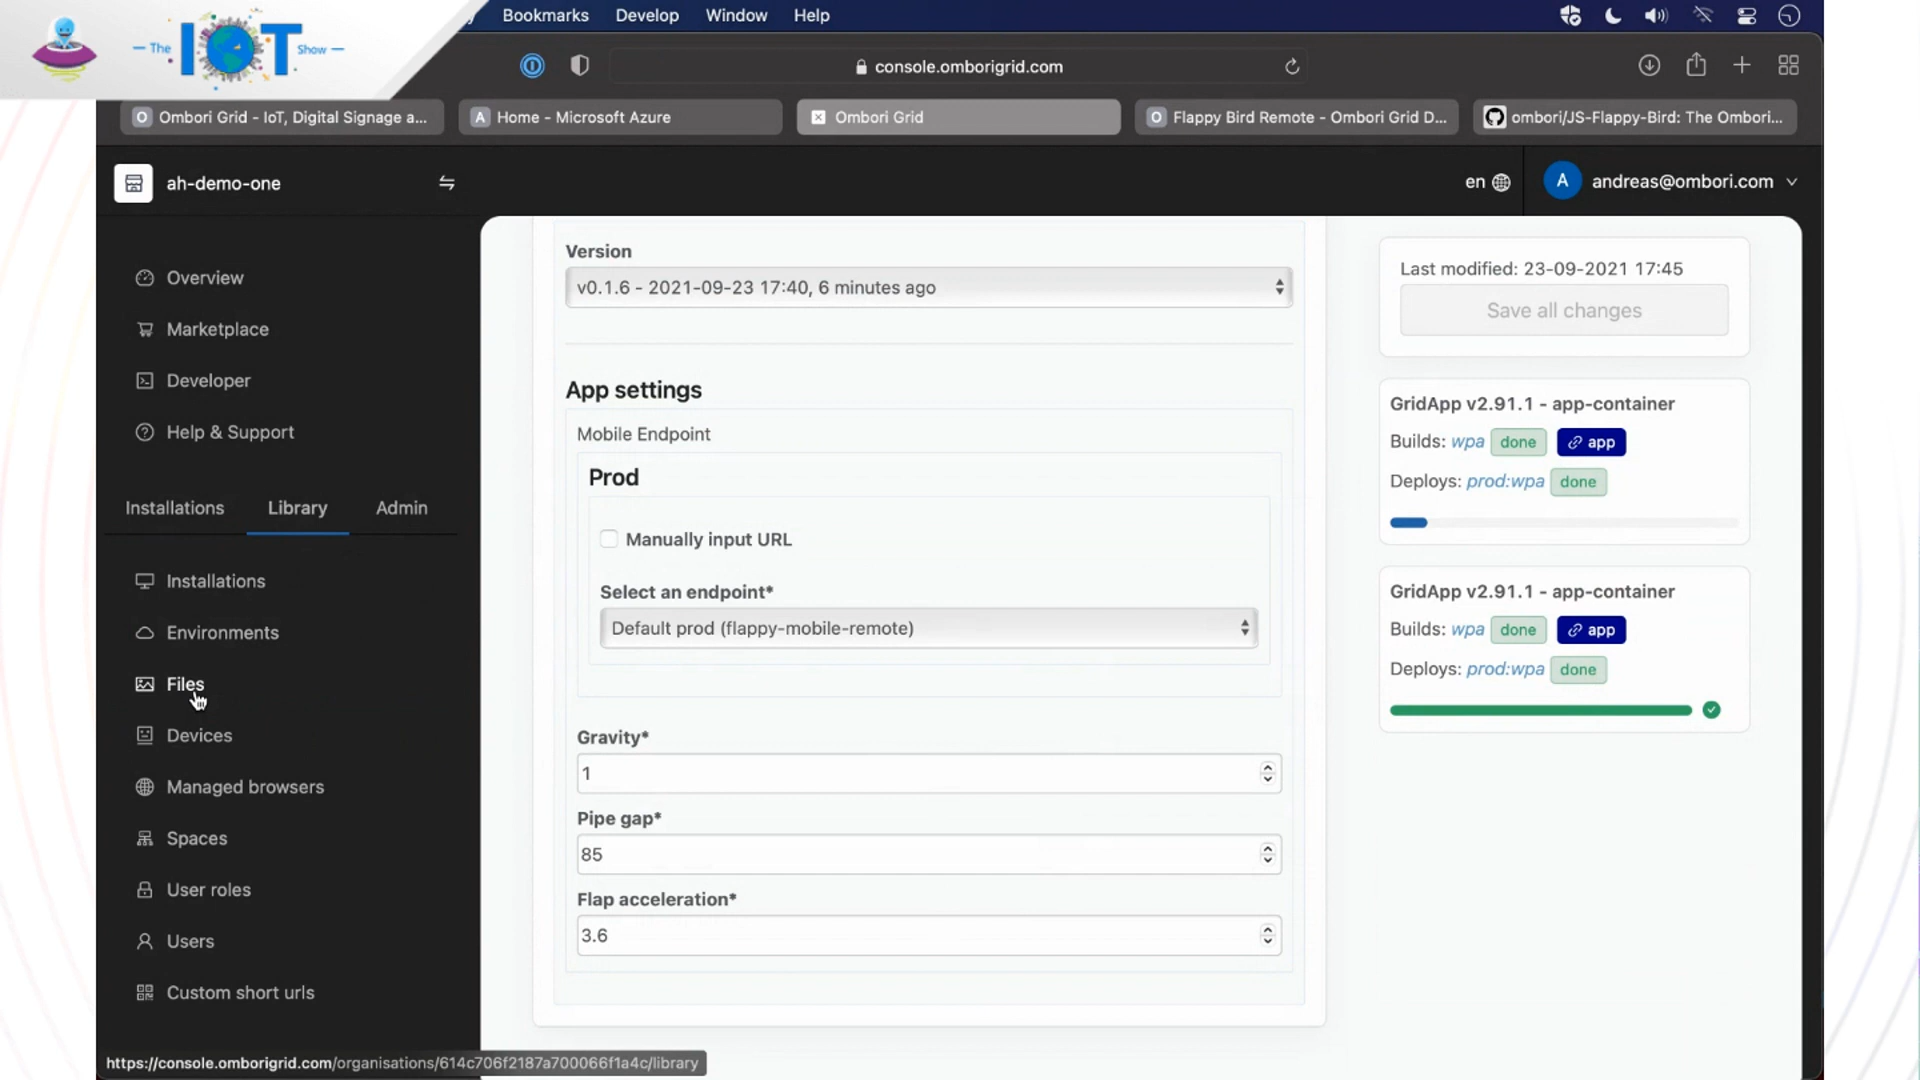 The
IoT
Show
Bookmarks
Develop
Window
Help
console.omborigrid.com
O Ombori Grid - IoT, Digital Signage a...
A Home - Microsoft Azure
Ombori Grid
O Flappy Bird Remote - Ombori Grid D...
ombori/JS-Flappy-Bird: The Ombori...
ah-demo-one
en
A
andreas@ombori.com
Overview
Marketplace
Developer
Help & Support
Installations
Library
Admin
Installations
Environments
Files
Devices
Managed browsers
Spaces
User roles
Users
Custom short urls
Version
v0.1.6 - 2021-09-23 17:40, 6 minutes ago
App settings
Mobile Endpoint
Prod
Manually input URL
Select an endpoint*
Default prod (flappy-mobile-remote)
Gravity*
1
Pipe gap*
85
Flap acceleration*
3.6
Last modified: 23-09-2021 17:45
Save all changes
GridApp v2.91.1 - app-container
Builds: wpa done app
Deploys: prod:wpa done
GridApp v2.91.1 - app-container
Builds: wpa done app
Deploys: prod:wpa done
https://console.omborigrid.com/organisations/614c706f2187a700066f1a4c/library